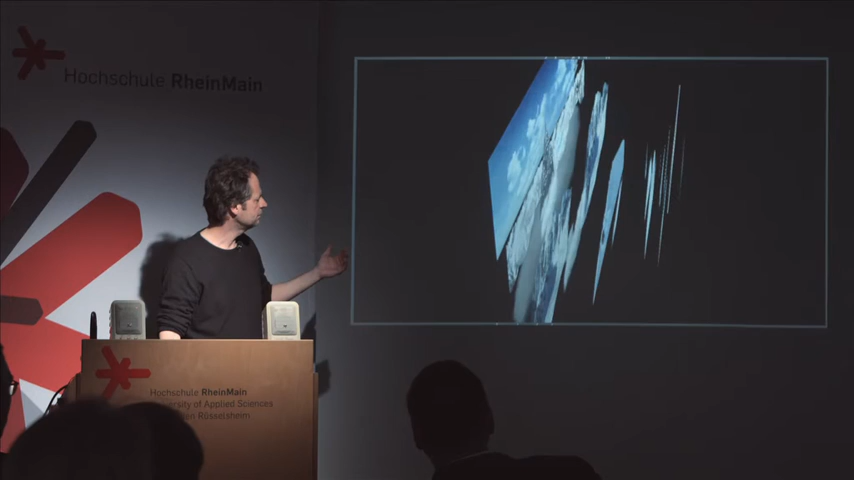 Hochschule RheinMain
Hochschule RheinMain
University of Applied Sciences
Rüsselsheim